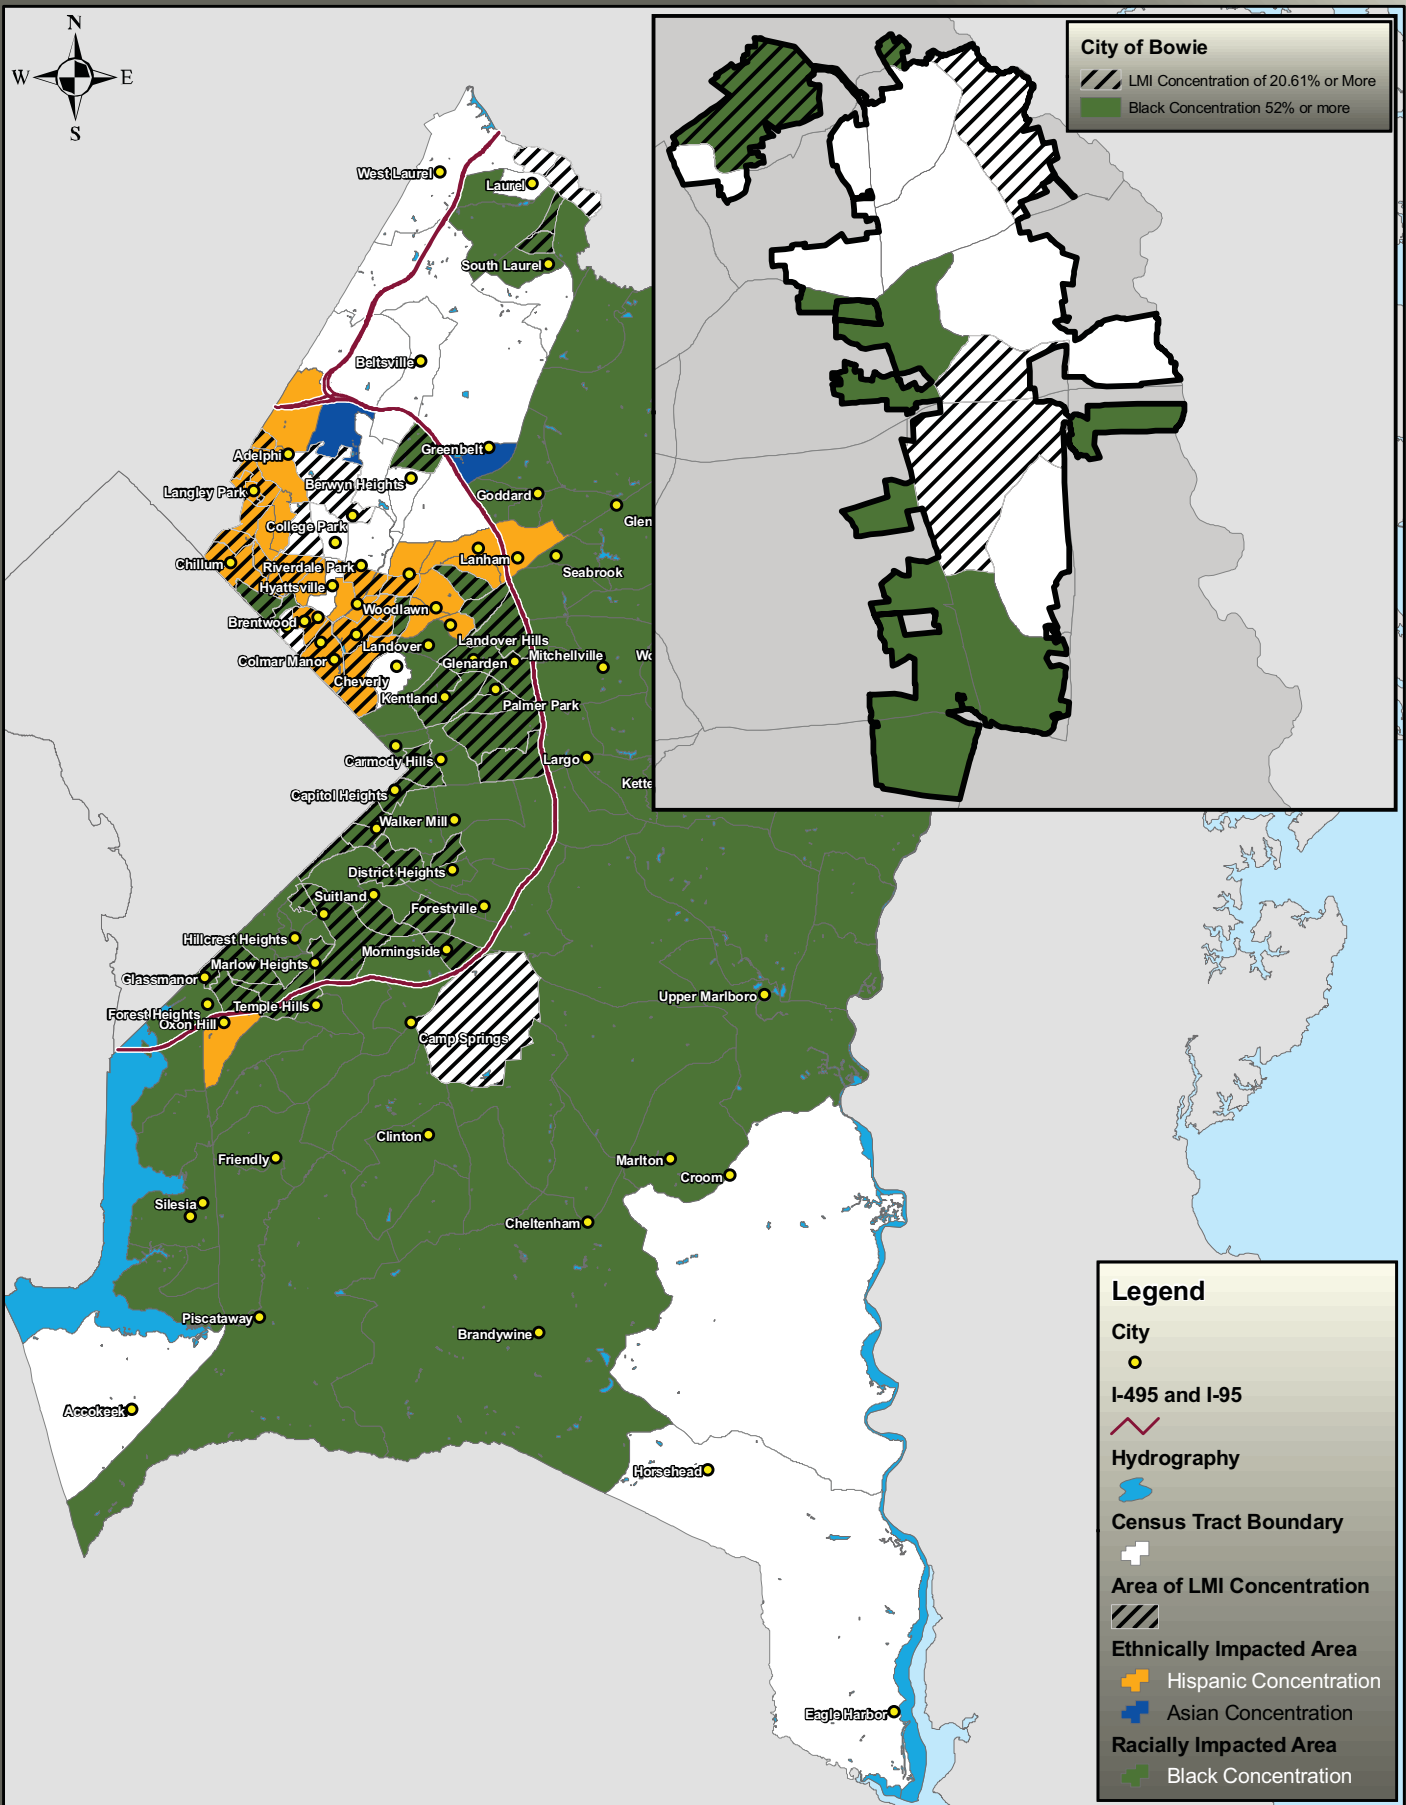 N
W
E
S
City of Bowie
LMI Concentration of 20.61% or More
Black Concentration 52% or more
West Laurel
Laurel
South Laurel
Beltsville
Greenbelt
Adelphi
Berwyn Heights
Langley Park
Goddard
Glen
College Park
Lanham
Chillum
Riverdale Park
Seabrook
Hyattsville
Woodlawn
Brentwood
Landover Hills
Landover
Mitchellville
Wo
Colmar Manor
Glenarden
Cheverly
Kentland
Palmer Park
Carmody Hills
Largo
Kette
Capitol Heights
Walker Mill
District Heights
Suitland
Forestville
Hillcrest Heights
Morningside
Marlow Heights
Glassmanor
Upper Marlboro
Temple Hills
Forest Heights
Oxon Hill
Camp Springs
Clinton
Friendly
Marlton
Croom
Silesia
Cheltenham
Piscataway
Brandywine
Accokeek
Horsehead
Eagle Harbor
Legend
City
I-495 and I-95
Hydrography
Census Tract Boundary
Area of LMI Concentration
Ethnically Impacted Area
Hispanic Concentration
Asian Concentration
Racially Impacted Area
Black Concentration